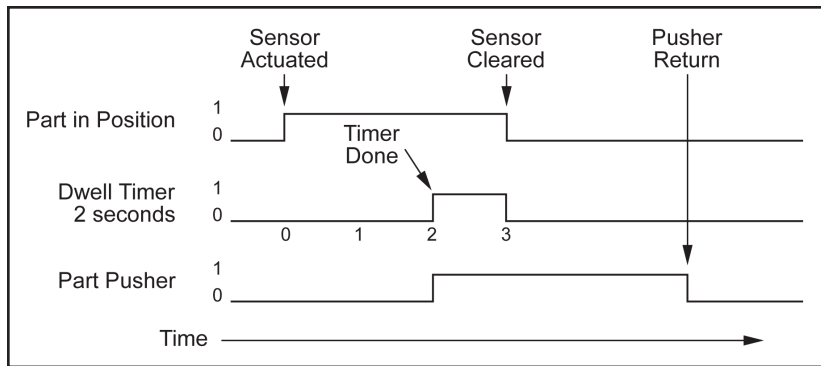 Sensor
Actuated
Sensor
Cleared
Pusher
Return
Part in Position
1
0
Timer
Done
Dwell Timer
2 seconds
1
0
0 1 2 3
Part Pusher
1
0
Time